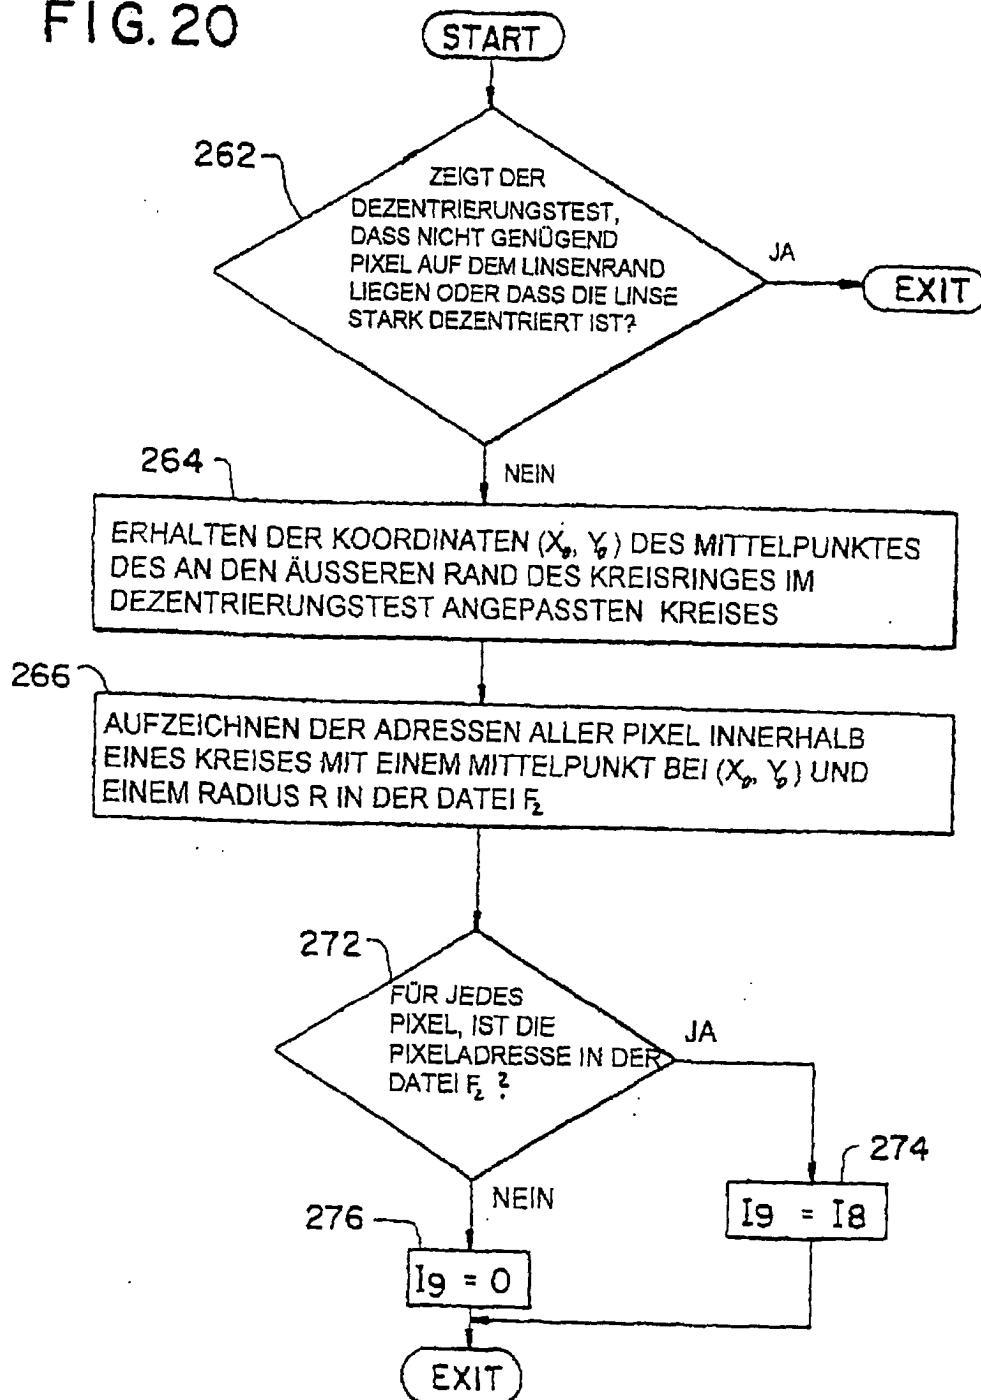 FIG. 20
START
262
ZEIGT DER
DEZENTRIERUNGSTEST,
DASS NICHT GENÜGEND
PIXEL AUF DEM LINSENRAND
LIEGEN ODER DASS DIE LINSE
STARK DEZENTRIERT IST?
JA
EXIT
NEIN
264
ERHALTEN DER KOORDINATEN (X₀, Y₀) DES MITTELPUNKTES
DES AN DEN ÄUSSEREN RAND DES KREISRINGES IM
DEZENTRIERUNGSTEST ANGEPASSTEN KREISES
266
AUFZEICHNEN DER ADRESSEN ALLER PIXEL INNERHALB
EINES KREISES MIT EINEM MITTELPUNKT BEI (X₀, Y₀) UND
EINEM RADIUS R IN DER DATEI F₂
272
FÜR JEDES
PIXEL, IST DIE
PIXELADRESSE IN DER
DATEI F₂ ?
JA
274
I9 = I8
NEIN
276
I9 = 0
EXIT